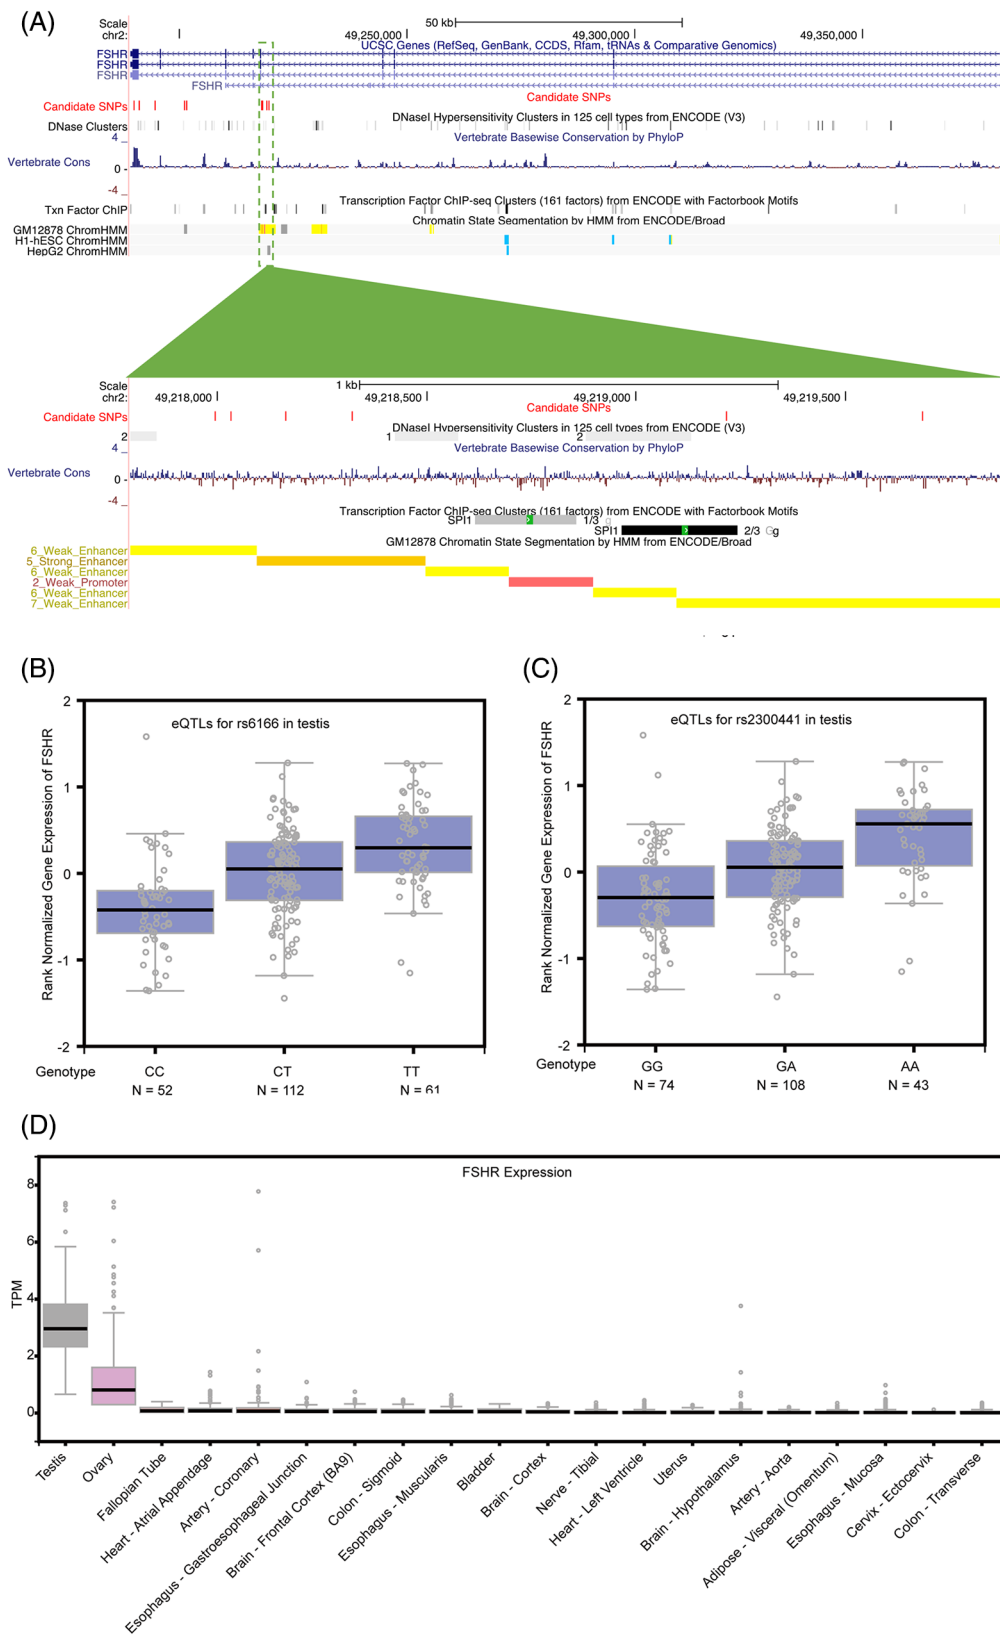 (A)
Scale
50 kb
chr2:
49,250,000
49,300,000
49,350,000
UCSC Genes (RefSeq, GenBank, CCDS, Rfam, tRNAs & Comparative Genomics)
FSHR
FSHR
FSHR
FSHR
Candidate SNPs
Candidate SNPs
DNaseI Hypersensitivity Clusters in 125 cell types from ENCODE (V3)
DNase Clusters
Vertebrate Basewise Conservation by PhyloP
4
Vertebrate Cons
0
-4
Transcription Factor ChIP-seq Clusters (161 factors) from ENCODE with Factorbook Motifs
Txn Factor ChIP
Chromatin State Segmentation by HMM from ENCODE/Broad
GM12878 ChromHMM
H1-hESC ChromHMM
HepG2 ChromHMM
Scale
1 kb
chr2:
49,218,000
49,218,500
49,219,000
49,219,500
Candidate SNPs
Candidate SNPs
DNaseI Hypersensitivity Clusters in 125 cell types from ENCODE (V3)
2 1 2
Vertebrate Basewise Conservation by PhyloP
4
Vertebrate Cons
0
-4
Transcription Factor ChIP-seq Clusters (161 factors) from ENCODE with Factorbook Motifs
SPI1 1/3 g
SPI1 2/3 Gg
GM12878 Chromatin State Segmentation by HMM from ENCODE/Broad
6_Weak_Enhancer
5_Strong_Enhancer
6_Weak_Enhancer
2_Weak_Promoter
6_Weak_Enhancer
7_Weak_Enhancer
(B)
eQTLs for rs6166 in testis
Rank Normalized Gene Expression of FSHR
2
1
0
-1
-2
Genotype
CC CT TT
N = 52 N = 112 N = 61
(C)
eQTLs for rs2300441 in testis
Rank Normalized Gene Expression of FSHR
2
1
0
-1
-2
Genotype
GG GA AA
N = 74 N = 108 N = 43
(D)
FSHR Expression
TPM
8
6
4
2
0
Testis
Ovary
Fallopian Tube
Heart - Atrial Appendage
Artery - Coronary
Esophagus - Gastroesophageal Junction
Brain - Frontal Cortex (BA9)
Colon - Sigmoid
Esophagus - Muscularis
Bladder
Brain - Cortex
Nerve - Tibial
Heart - Left Ventricle
Uterus
Brain - Hypothalamus
Artery - Aorta
Adipose - Visceral (Omentum)
Esophagus - Mucosa
Cervix - Ectocervix
Colon - Transverse